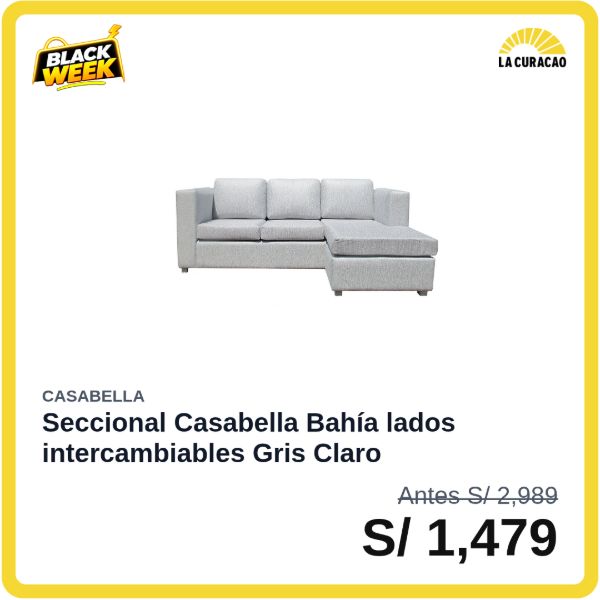 BLACK
WEEK
LA CURACAO
CASABELLA
Seccional Casabella Bahía lados
intercambiables Gris Claro
Antes S/ 2,989
S/ 1,479